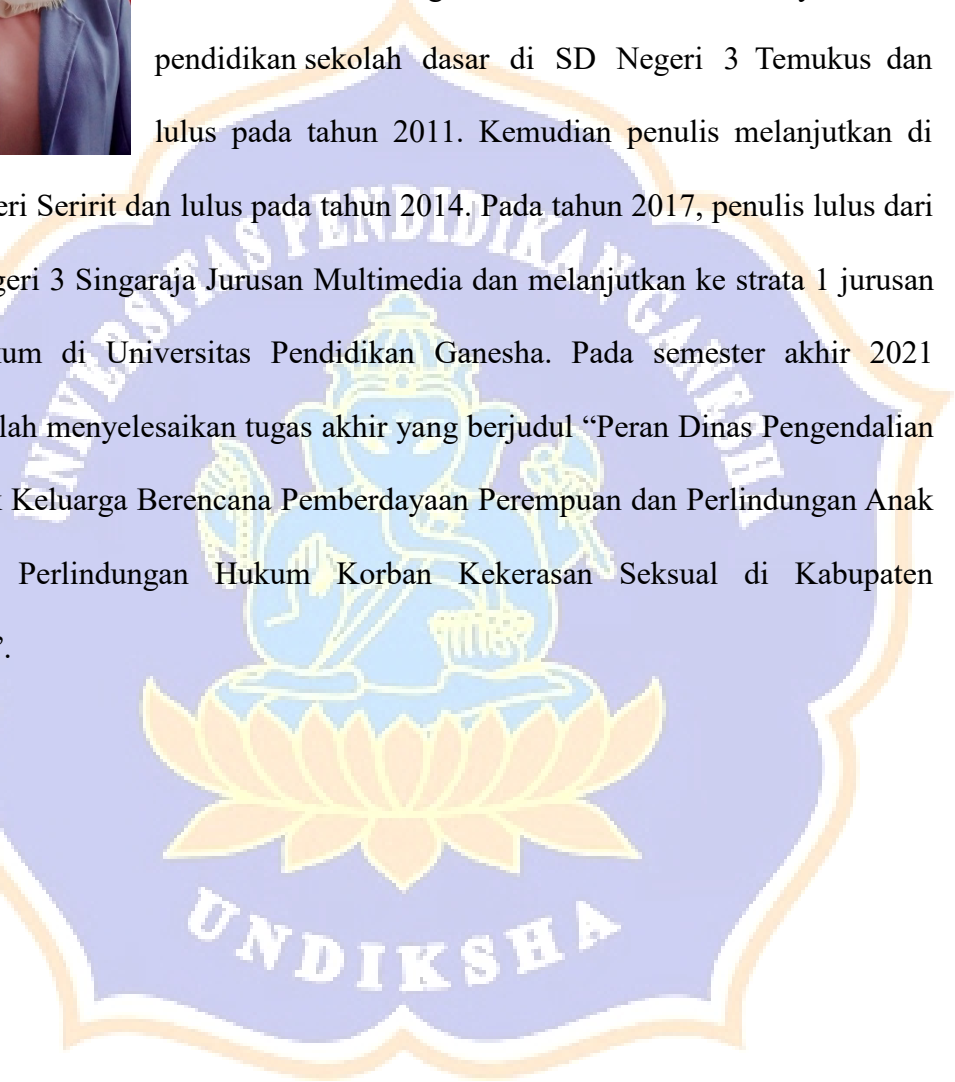 pendidikan sekolah dasar di SD Negeri 3 Temukus dan
lulus pada tahun 2011. Kemudian penulis melanjutkan di
eri Seririt dan lulus pada tahun 2014. Pada tahun 2017, penulis lulus dari
geri 3 Singaraja Jurusan Multimedia dan melanjutkan ke strata 1 jurusan
um di Universitas Pendidikan Ganesha. Pada semester akhir 2021
lah menyelesaikan tugas akhir yang berjudul “Peran Dinas Pengendalian
Keluarga Berencana Pemberdayaan Perempuan dan Perlindungan Anak
Perlindungan Hukum Korban Kekerasan Seksual di Kabupaten
”.
UNIVERSITAS PENDIDIKAN GANESHA
UNDIKSHA